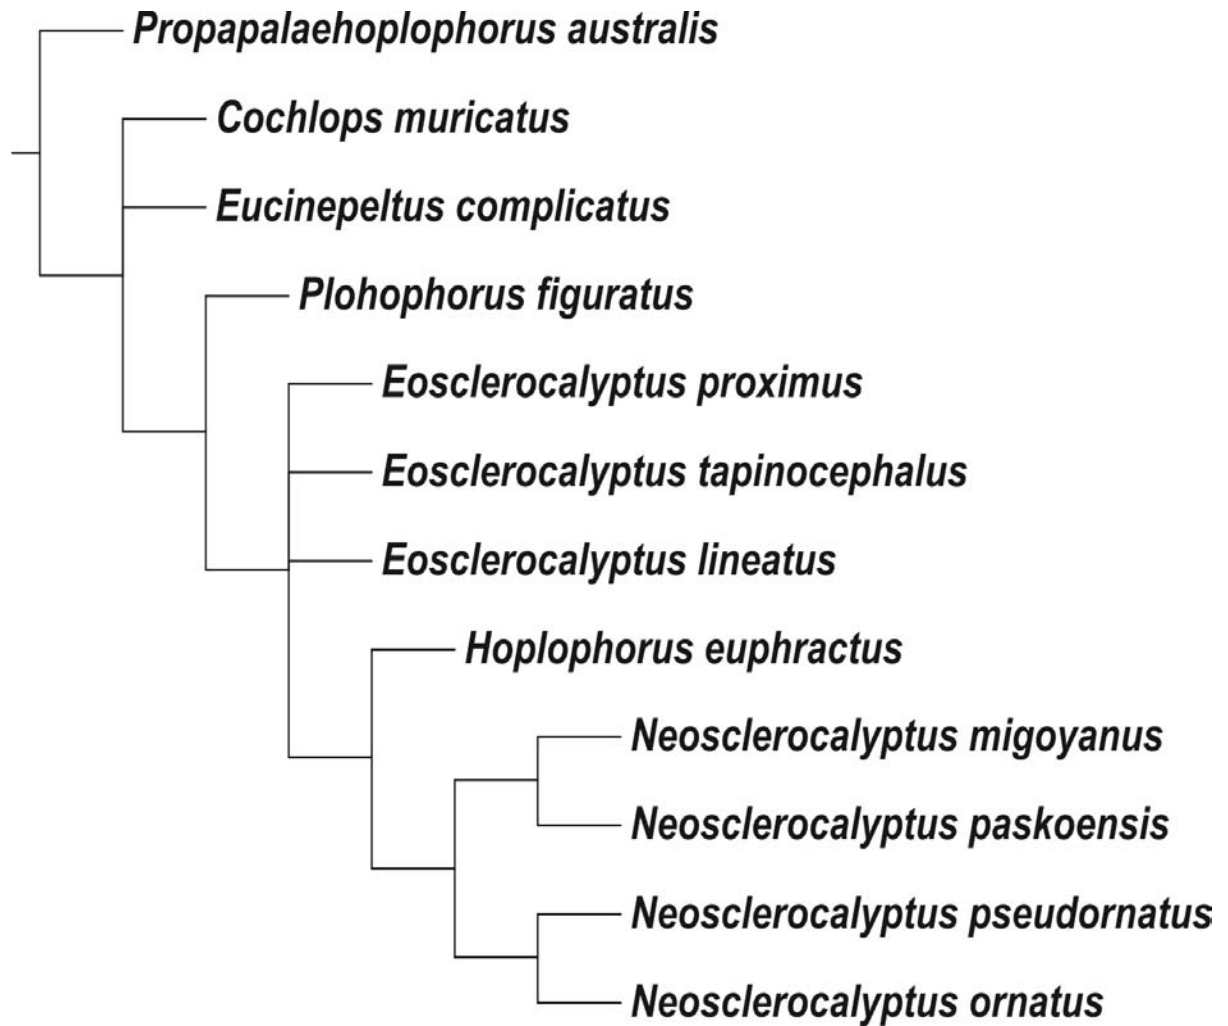 Propapalaehoplophorus australis
Cochlops muricatus
Eucinepeltus complicatus
Plohophorus figuratus
Eosclerocalyptus proximus
Eosclerocalyptus tapinocephalus
Eosclerocalyptus lineatus
Hoplophorus euphractus
Neosclerocalyptus migoyanus
Neosclerocalyptus paskoensis
Neosclerocalyptus pseudornatus
Neosclerocalyptus ornatus